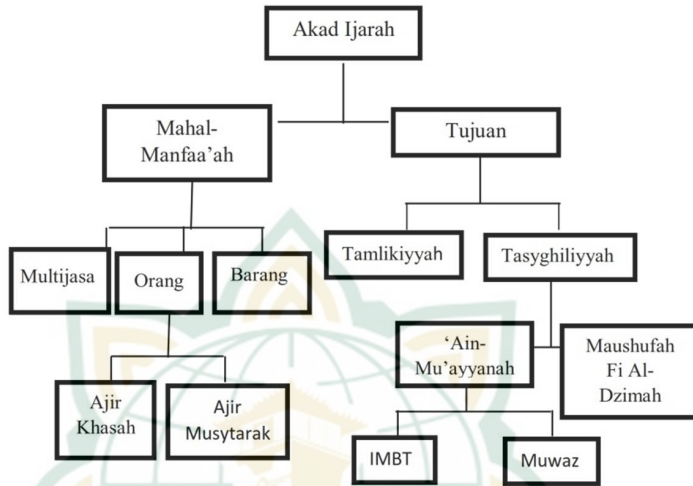 Akad Ijarah
Mahal-
Manfaa’ah
Tujuan
Multijasa
Orang
Barang
Tamlikiyyah
Tasyghiliyyah
Ajir
Khasah
Ajir
Musytarak
‘Ain-
Mu’ayyanah
Maushufah
Fi Al-
Dzimah
IMBT
Muwaz